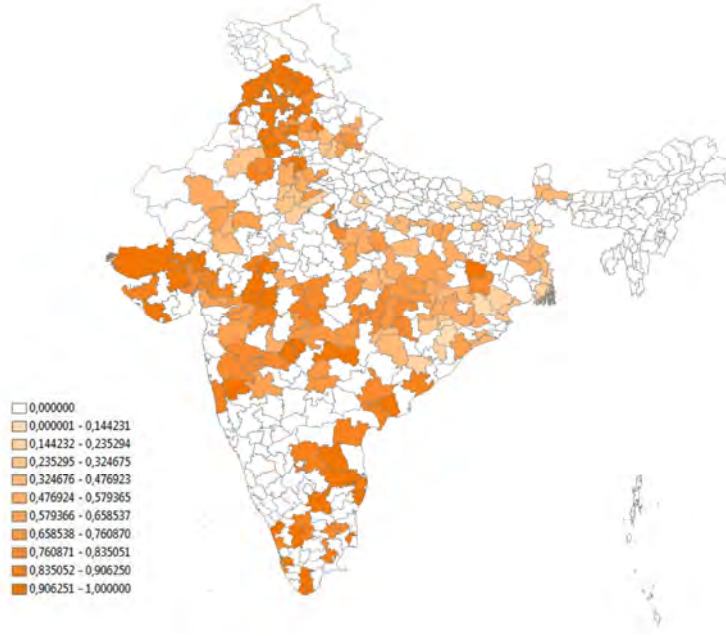 0,000000
0,000001 - 0,144231
0,144232 - 0,235294
0,235295 - 0,324675
0,324676 - 0,476923
0,476924 - 0,579365
0,579366 - 0,658537
0,658538 - 0,760870
0,760871 - 0,835051
0,835052 - 0,906250
0,906251 - 1,000000